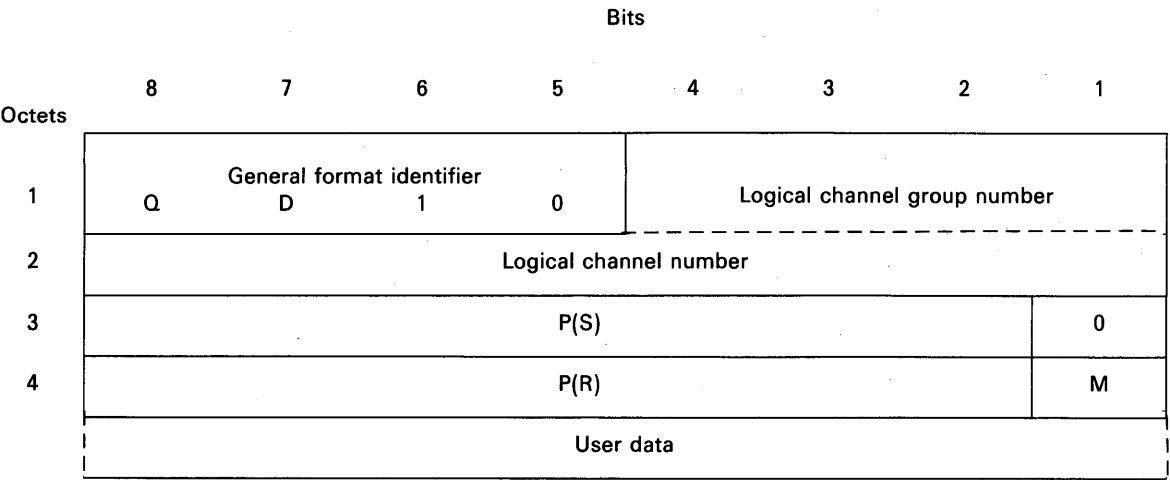 Bits
8 7 6 5 4 3 2 1
Octets
1 General format identifier Logical channel group number
Q D 1 0
2 Logical channel number
3 P(S) 0
4 P(R) M
User data